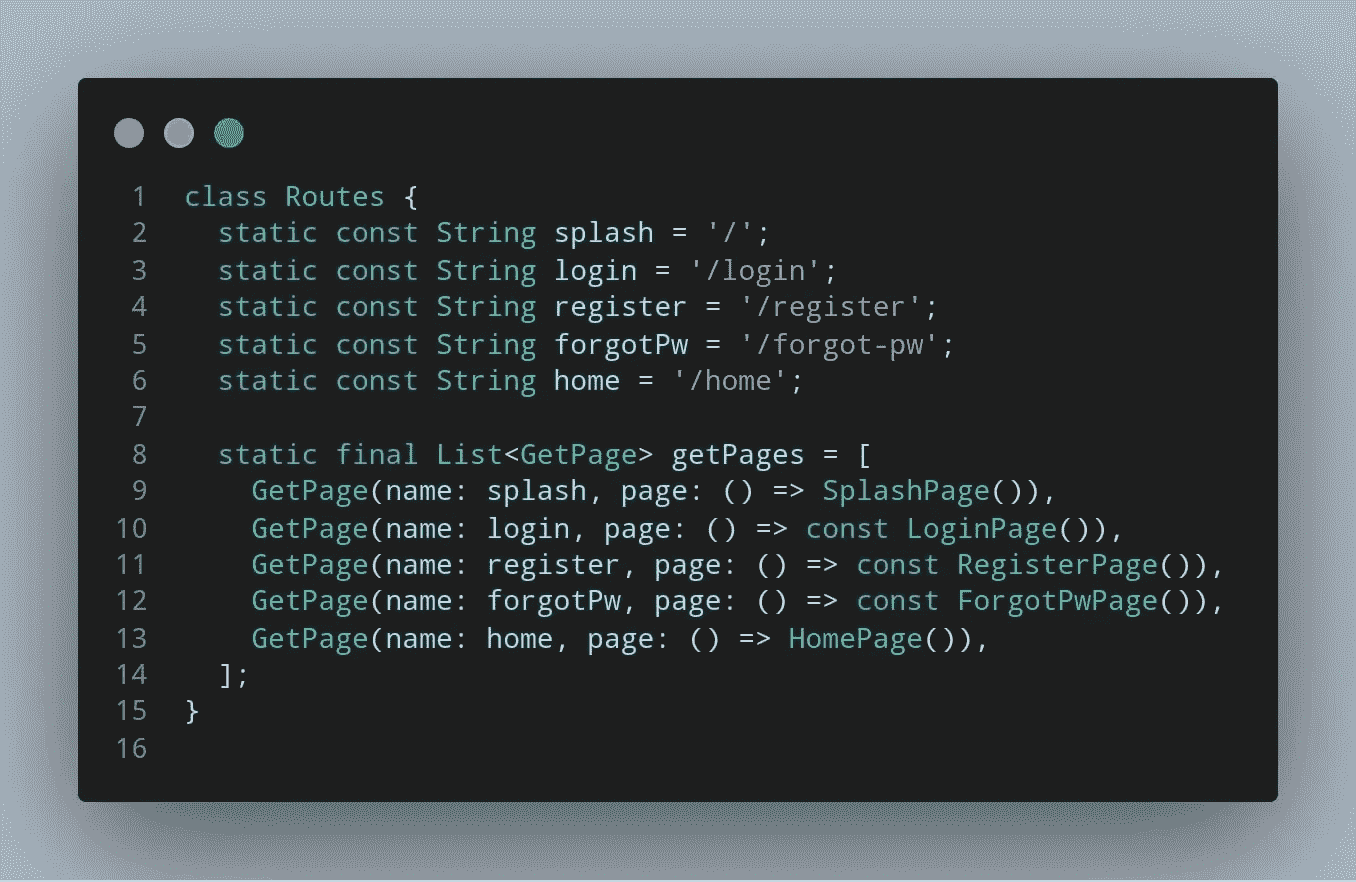 1 class Routes {
2   static const String splash = '/';
3   static const String login = '/login';
4   static const String register = '/register';
5   static const String forgotPw = '/forgot-pw';
6   static const String home = '/home';
7
8   static final List<GetPage> getPages = [
9     GetPage(name: splash, page: () => SplashPage()),
10     GetPage(name: login, page: () => const LoginPage()),
11     GetPage(name: register, page: () => const RegisterPage()),
12     GetPage(name: forgotPw, page: () => const ForgotPwPage()),
13     GetPage(name: home, page: () => HomePage()),
14   ];
15 }
16